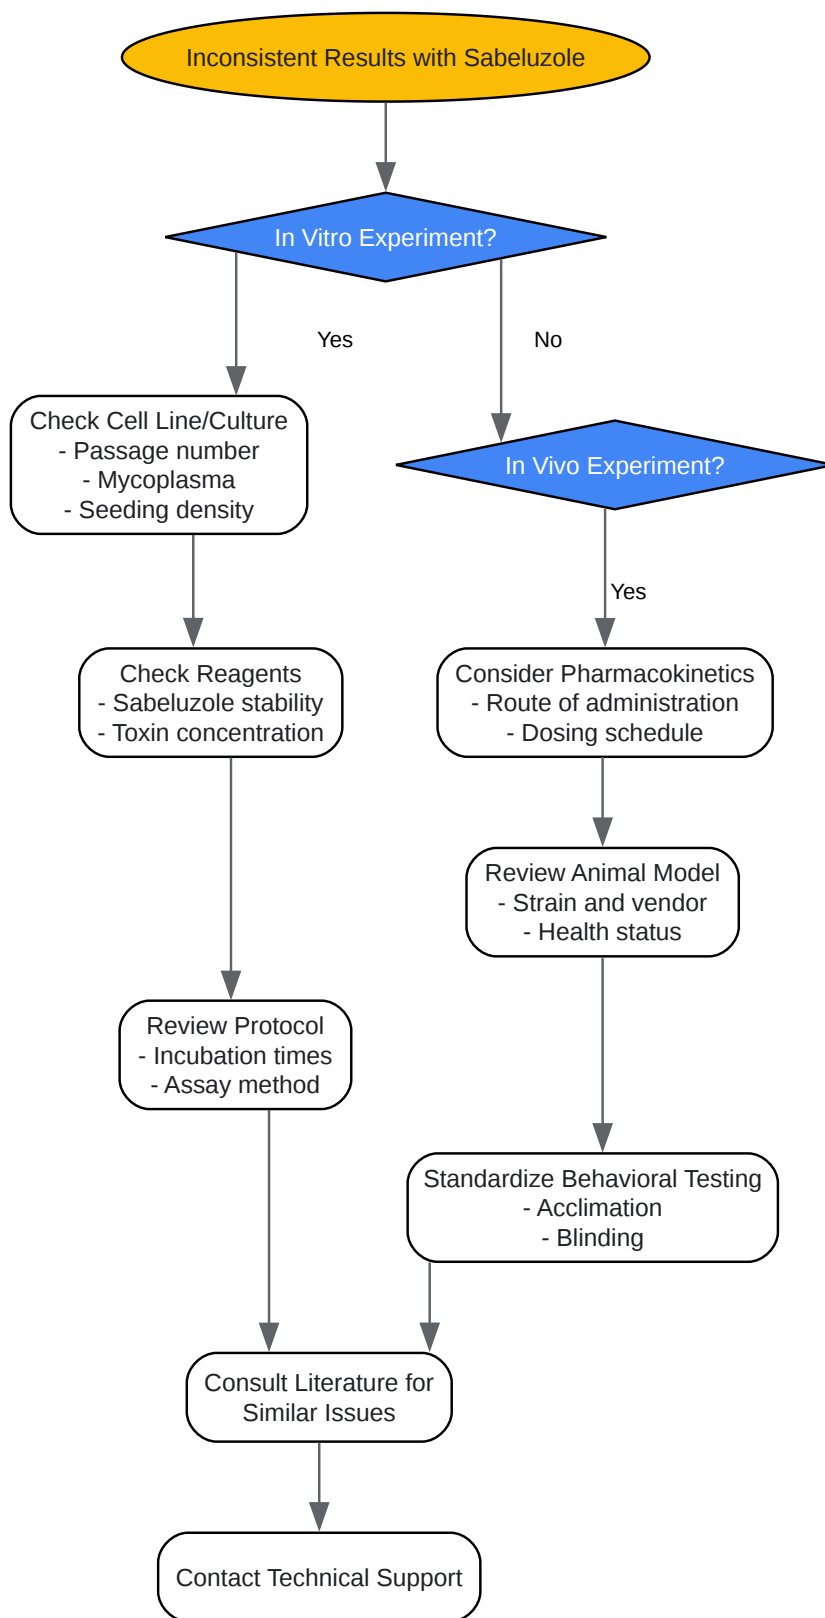 Inconsistent Results with Sabeluzole
In Vitro Experiment?
Yes
No
Check Cell Line/Culture
- Passage number
- Mycoplasma
- Seeding density
In Vivo Experiment?
Yes
Check Reagents
- Sabeluzole stability
- Toxin concentration
Consider Pharmacokinetics
- Route of administration
- Dosing schedule
Review Animal Model
- Strain and vendor
- Health status
Review Protocol
- Incubation times
- Assay method
Standardize Behavioral Testing
- Acclimation
- Blinding
Consult Literature for
Similar Issues
Contact Technical Support